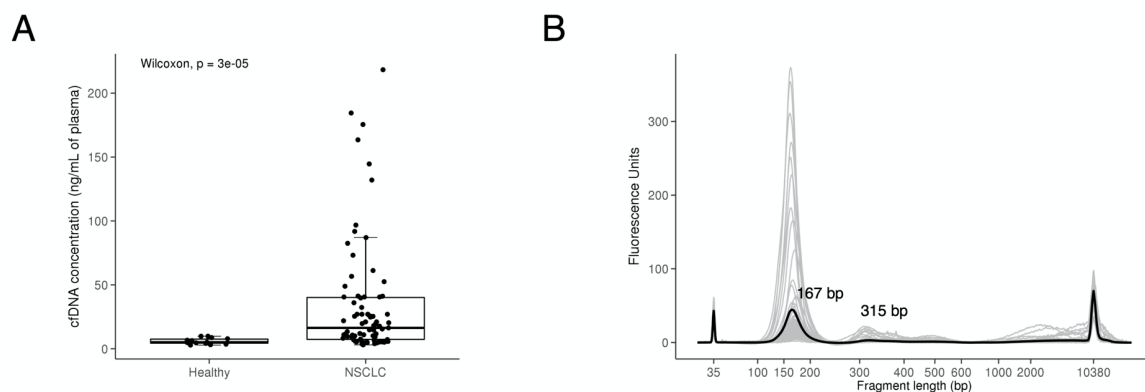 A
Wilcoxon, p = 3e-05
cfDNA concentration (ng/mL of plasma)
200
150
100
50
0
Healthy
NSCLC
B
Fluorescence Units
300
200
100
0
167 bp
315 bp
35
100
150
200
300
400
500
600
1000
2000
10380
Fragment length (bp)